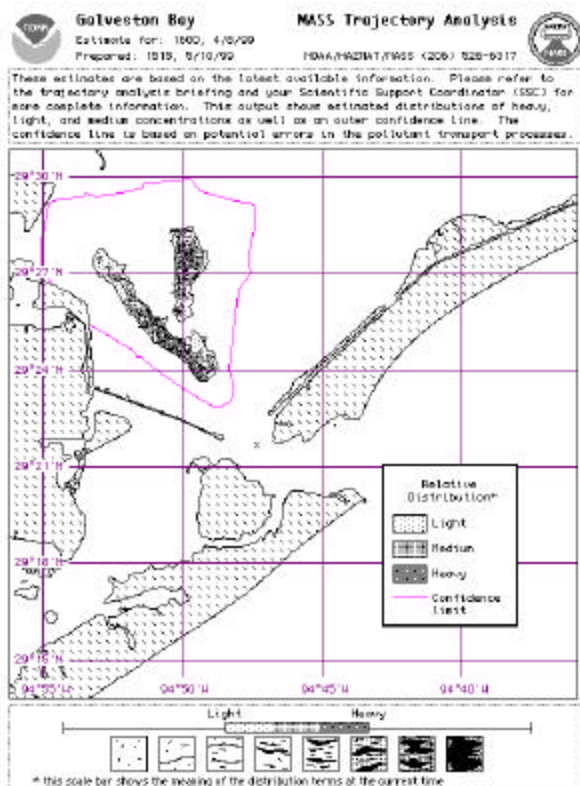 NOAA
Galveston Bay
MASS Trajectory Analysis
Estimate for: 1600, 4/8/99
Prepared: 1515, 5/10/99
NOAA/HAZMAT/MASS (206) 526-6317
These estimates are based on the latest available information. Please refer to
the trajectory analysis briefing and your Scientific Support Coordinator (SSC) for
more complete information. This output shows estimated distributions of heavy,
light, and medium concentrations as well as an outer confidence line. The
confidence line is based on potential errors in the pollutant transport processes.
29°30'N
29°27'N
29°24'N
29°21'N
29°18'N
29°15'N
94°55'W
94°50'W
94°45'W
94°40'W
Relative
Distribution*
Light
Medium
Heavy
Confidence
limit
Light
Heavy
* this scale bar shows the meaning of the distribution terms at the current time